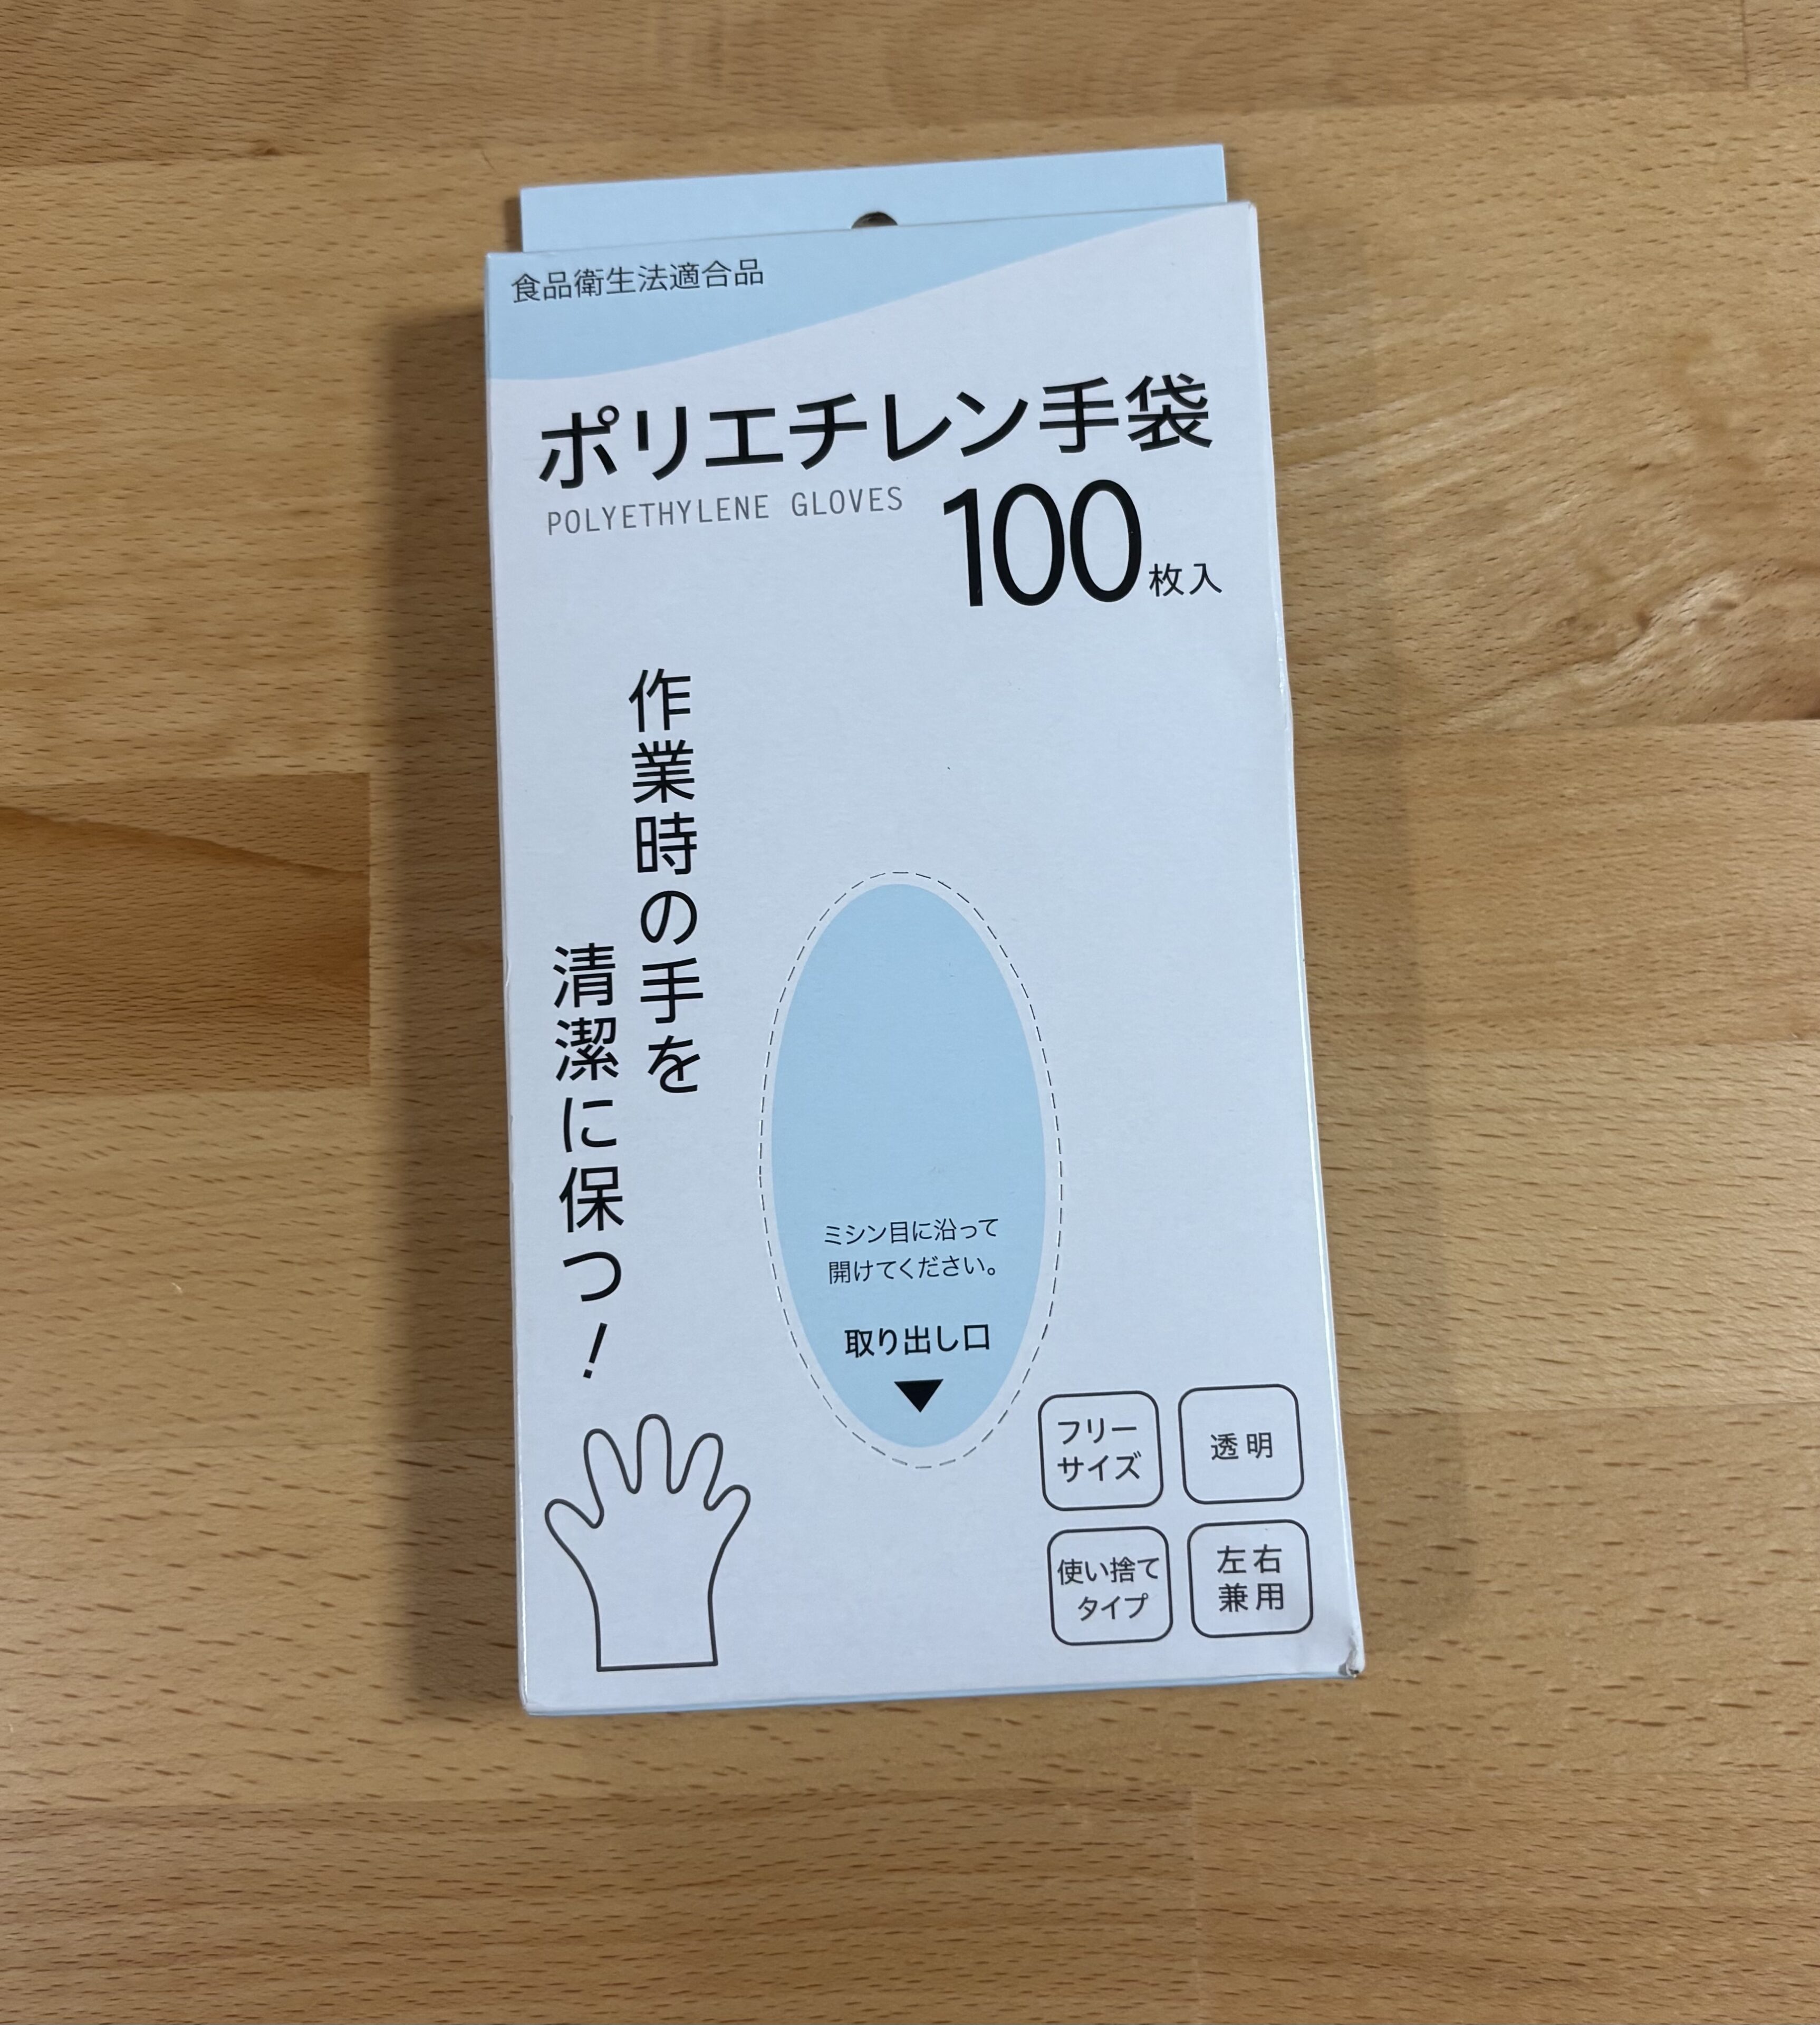 食品衛生法適合品
ポリエチレン手袋
POLYETHYLENE GLOVES
100枚入
作業時の手を
清潔に保つ!
ミシン目に沿って
開けてください。
取り出し口
▼
フリー
サイズ
透明
使い捨て
タイプ
左右
兼用